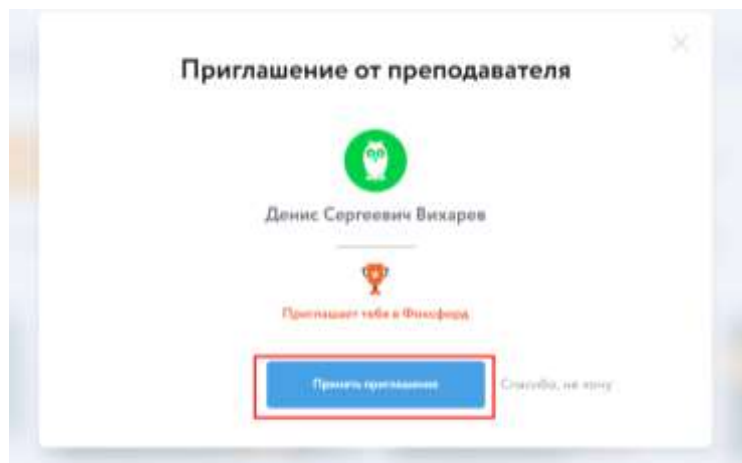 Приглашение от преподавателя
Денис Сергеевич Вихарев
Приглашает тебя в Фоксфорд
Принять приглашение
Спасибо, не хочу